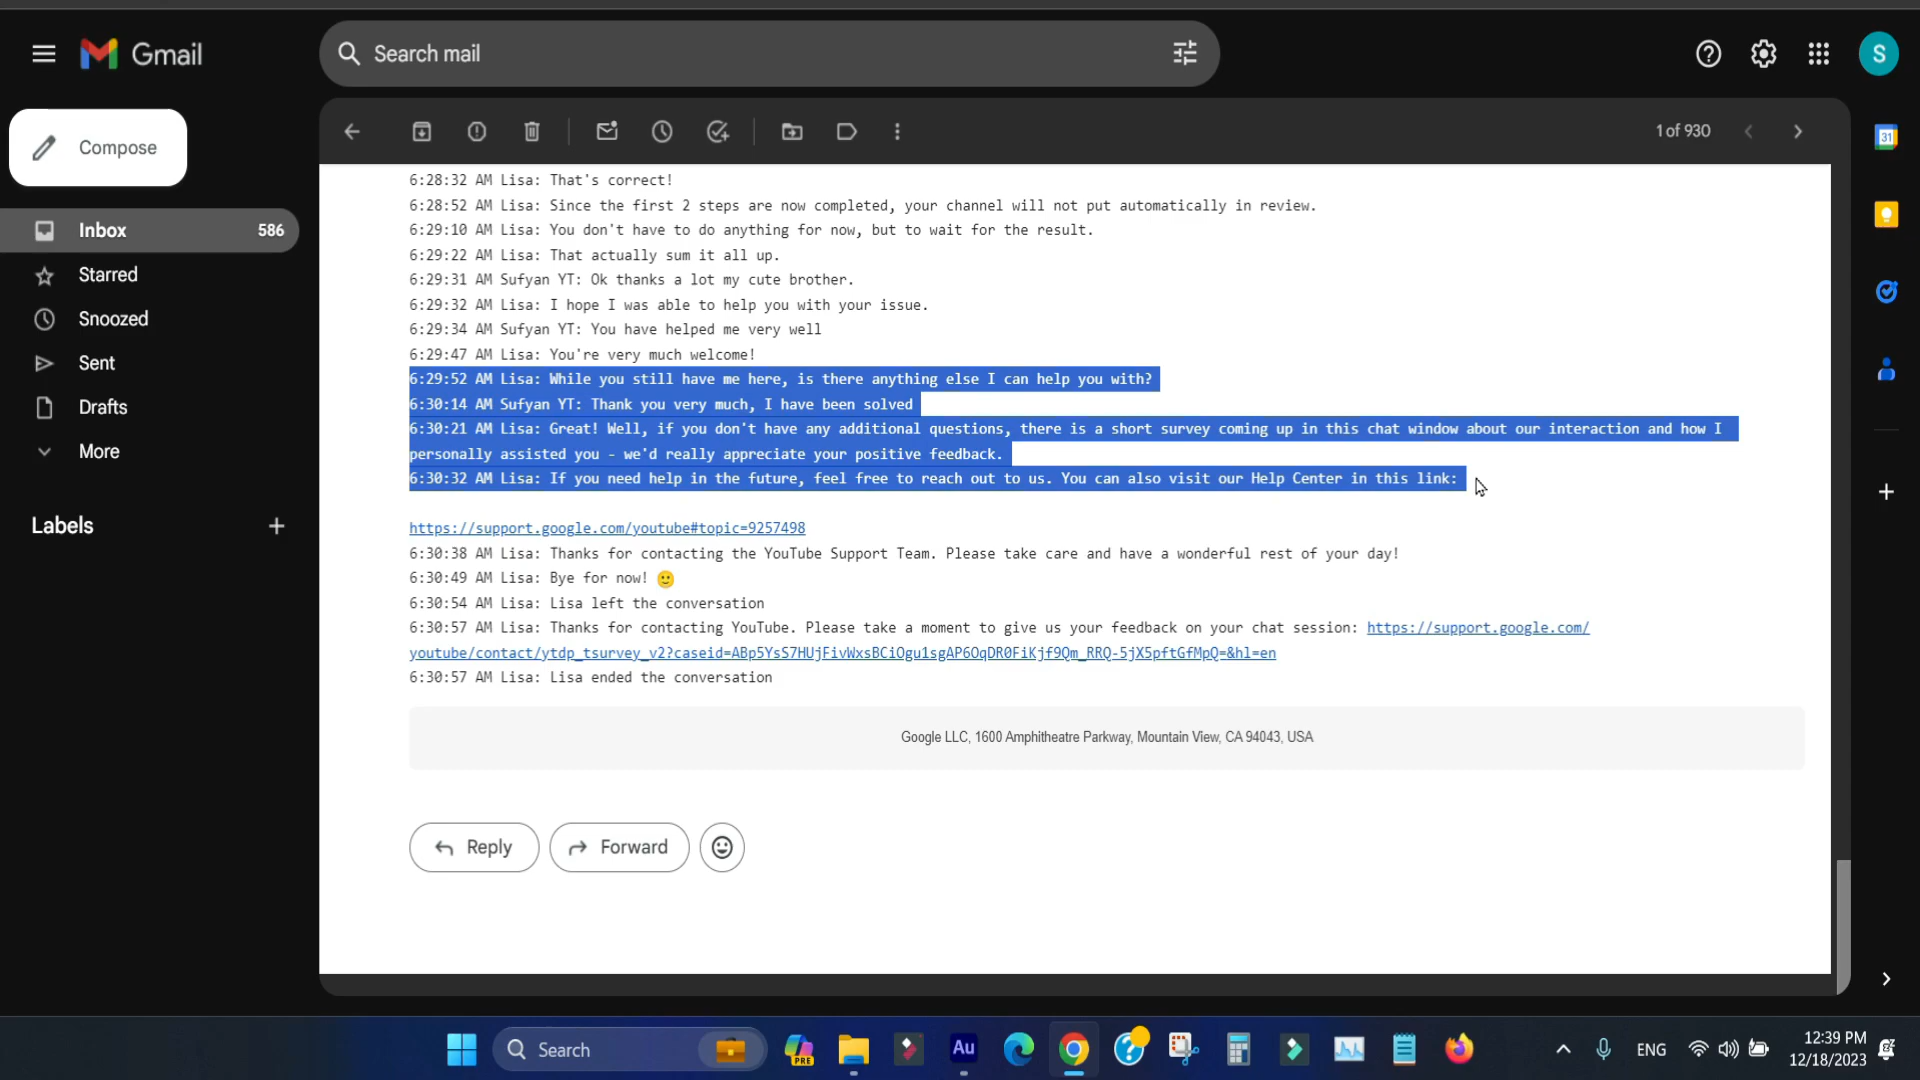 Gmail
Search mail
S
Compose
1 of 930
31
Inbox 586
Starred
Snoozed
Sent
Drafts
More
Labels
6:28:32 AM Lisa: That's correct!
6:28:52 AM Lisa: Since the first 2 steps are now completed, your channel will not put automatically in review.
6:29:10 AM Lisa: You don't have to do anything for now, but to wait for the result.
6:29:22 AM Lisa: That actually sum it all up.
6:29:31 AM Sufyan YT: Ok thanks a lot my cute brother.
6:29:32 AM Lisa: I hope I was able to help you with your issue.
6:29:34 AM Sufyan YT: You have helped me very well
6:29:47 AM Lisa: You're very much welcome!
6:29:52 AM Lisa: While you still have me here, is there anything else I can help you with?
6:30:14 AM Sufyan YT: Thank you very much, I have been solved
6:30:21 AM Lisa: Great! Well, if you don't have any additional questions, there is a short survey coming up in this chat window about our interaction and how I
personally assisted you - we'd really appreciate your positive feedback.
6:30:32 AM Lisa: If you need help in the future, feel free to reach out to us. You can also visit our Help Center in this link:
https://support.google.com/youtube#topic=9257498
6:30:38 AM Lisa: Thanks for contacting the YouTube Support Team. Please take care and have a wonderful rest of your day!
6:30:49 AM Lisa: Bye for now! 🙂
6:30:54 AM Lisa: Lisa left the conversation
6:30:57 AM Lisa: Thanks for contacting YouTube. Please take a moment to give us your feedback on your chat session: https://support.google.com/
youtube/contact/ytdp_tsurvey_v2?caseid=ABp5YsS7HUjFivWxsBCiOgu1sgAP6OqDR0FiKjf9Qm_RRQ-5jX5pftGfMpQ=&hl=en
6:30:57 AM Lisa: Lisa ended the conversation
Google LLC, 1600 Amphitheatre Parkway, Mountain View, CA 94043, USA
Reply
Forward
Search
PRE
Au
ENG
12:39 PM
12/18/2023